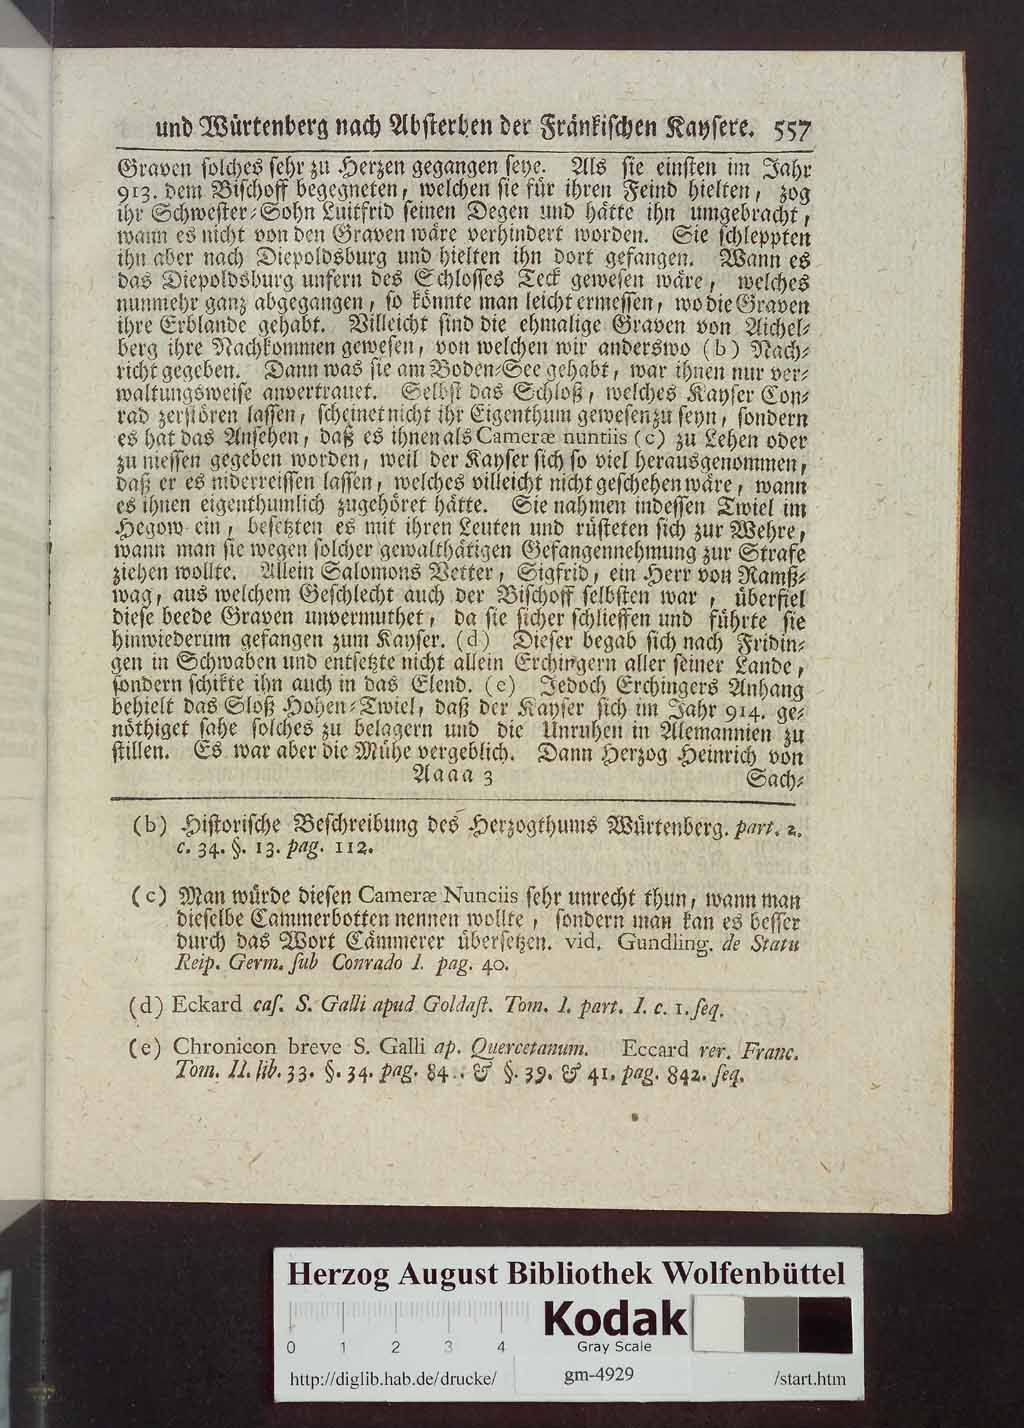 und Würtenberg nach Absterben der Fränkischen Kaysere. 557
Graven solches sehr zu Herzen gegangen seye. Als sie einsten im Jahr
913. dem Bischoff begegneten, welchen sie für ihren Feind hielten, zog
ihr Schwester-Sohn Luitfrid seinen Degen und hätte ihn umgebracht,
wann es nicht von den Graven wäre verhindert worden. Sie schleppten
ihn aber nach Diepoldsburg und hielten ihn dort gefangen. Wann es
das Diepoldsburg unfern des Schlosses Teck gewesen wäre, welches
nunmehr ganz abgegangen, so könnte man leicht ermessen, wo die Graven
ihre Erblande gehabt. Villeicht sind die ehmalige Graven von Aichel-
berg ihre Nachkommen gewesen, von welchen wir anderswo (b) Nach-
richt gegeben. Dann was sie am Boden-See gehabt, war ihnen nur ver-
waltungsweise anvertrauet. Selbst das Schloß, welches Kayser Con-
rad zerstören lassen, scheinet nicht ihr Eigenthum gewesen zu seyn, sondern
es hat das Ansehen, daß es ihnen als Cameræ nuntiis (c) zu Lehen oder
zu niessen gegeben worden, weil der Kayser sich so viel herausgenommen,
daß er es niderreissen lassen, welches villeicht nicht geschehen wäre, wann
es ihnen eigenthumlich zugehöret hätte. Sie nahmen indessen Twiel im
Hegow ein, besetzten es mit ihren Leuten und rüsteten sich zur Wehre,
wann man sie wegen solcher gewalthätigen Gefangennehmung zur Strafe
ziehen wollte. Allein Salomons Vetter, Sigfrid, ein Herr von Ramß-
wag, aus welchem Geschlecht auch der Bischoff selbsten war, überfiel
diese beede Graven unvermuthet, da sie sicher schlieffen und führte sie
hinwiederum gefangen zum Kayser. (d) Dieser begab sich nach Fridin-
gen in Schwaben und entsetzte nicht allein Erchingern aller seiner Lande,
sondern schikte ihn auch in das Elend. (e) Jedoch Erchingers Anhang
behielt das Sloß Hohen-Twiel, daß der Kayser sich im Jahr 914. ge-
nöthiget sahe solches zu belagern und die Unruhen in Alemannien zu
stillen. Es war aber die Mühe vergeblich. Dann Herzog Heinrich von
Aaaa 3 Sach-
(b) Historische Beschreibung des Herzogthums Würtenberg. part. 2.
c. 34. §. 13. pag. 112.
(c) Man würde diesen Cameræ Nunciis sehr unrecht thun, wann man
dieselbe Cammerbotten nennen wollte, sondern man kan es besser
durch das Wort Cämmerer übersetzen. vid. Gundling. de Statu
Reip. Germ. sub Conrado I. pag. 40.
(d) Eckard cas. S. Galli apud Goldast. Tom. I. part. I. c. 1. seq.
(e) Chronicon breve S. Galli ap. Quercetanum. Eccard rer. Franc.
Tom. II. lib. 33. §. 34. pag. 84.. & §. 39. & 41. pag. 842. seq.
Herzog August Bibliothek Wolfenbüttel
Kodak
Gray Scale
0 1 2 3 4
http://diglib.hab.de/drucke/ gm-4929 /start.htm